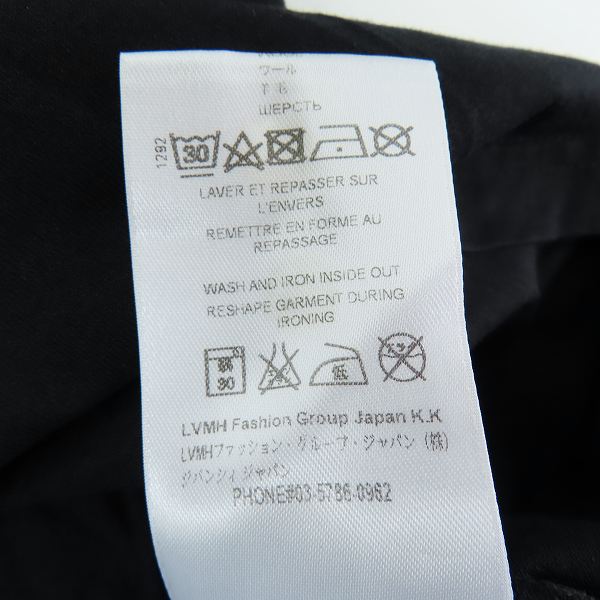 ウール
羊毛
ШЕРСТЬ
1292
30
LAVER ET REPASSER SUR
L'ENVERS
REMETTRE EN FORME AU
REPASSAGE
WASH AND IRON INSIDE OUT
RESHAPE GARMENT DURING
IRONING
30
低
LVMH Fashion Group Japan K.K
LVMHファッション・グループ・ジャパン（株）
ジバンシィ ジャパン
PHONE#03-5786-0962